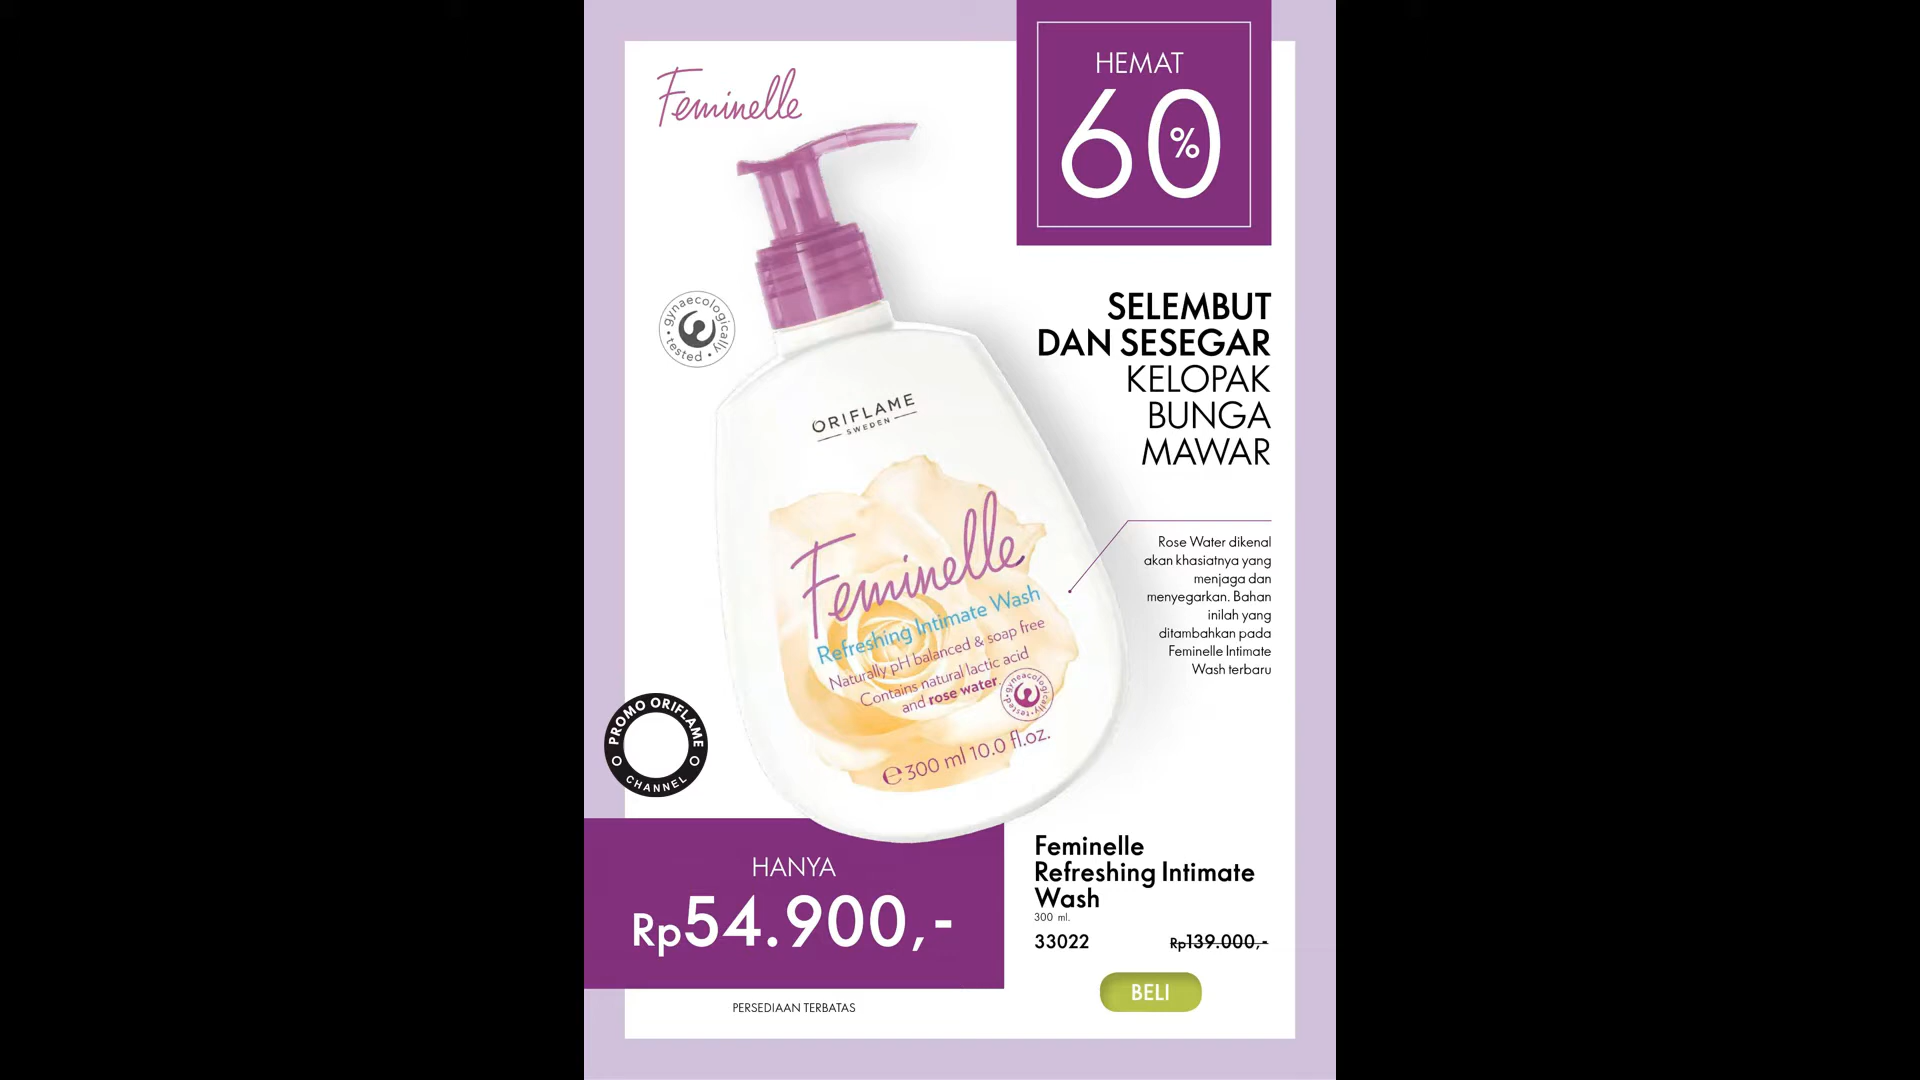 Feminelle
HEMAT
60%
gynaecologically
• tested •
SELEMBUT
DAN SESEGAR
KELOPAK
BUNGA
MAWAR
ORIFLAME
SWEDEN
Feminelle
Refreshing Intimate Wash
Naturally pH balanced & soap free
Contains natural lactic acid
and rose water.
gyneacologically•tested•
℮300 ml 10.0 fl.oz.
Rose Water dikenal
akan khasiatnya yang
menjaga dan
menyegarkan. Bahan
inilah yang
ditambahkan pada
Feminelle Intimate
Wash terbaru
PROMO ORIFLAME
CHANNEL
HANYA
Rp54.900,-
PERSEDIAAN TERBATAS
Feminelle
Refreshing Intimate
Wash
300 ml.
33022
Rp139.000,-
BELI